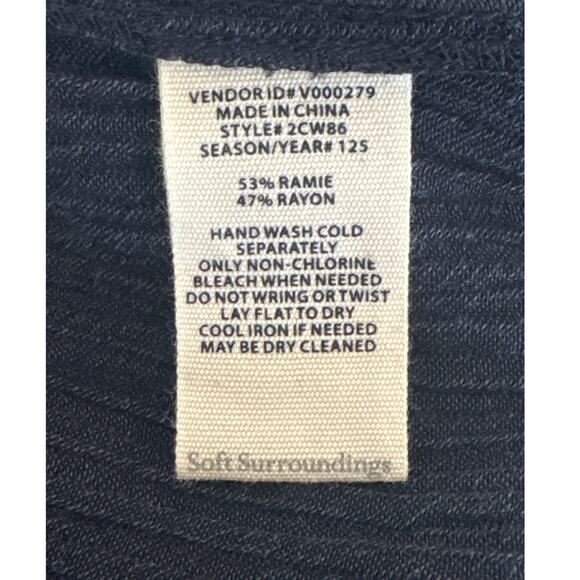 VENDOR ID# V000279
MADE IN CHINA
STYLE# 2CW86
SEASON/YEAR# 125
53% RAMIE
47% RAYON
HAND WASH COLD
SEPARATELY
ONLY NON-CHLORINE
BLEACH WHEN NEEDED
DO NOT WRING OR TWIST
LAY FLAT TO DRY
COOL IRON IF NEEDED
MAY BE DRY CLEANED
Soft Surroundings